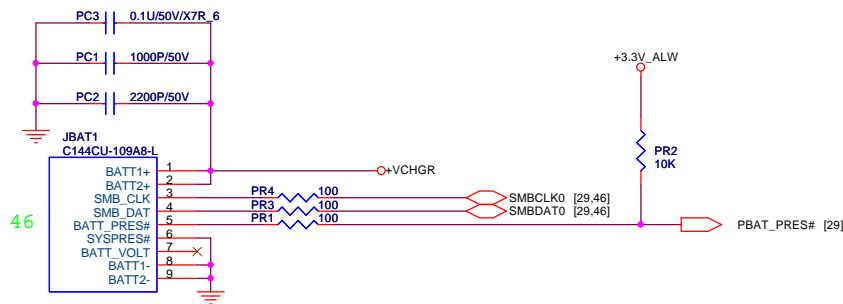 PC3 0.1U/50V/X7R_6
PC1 1000P/50V
PC2 2200P/50V
+3.3V_ALW
PR2
10K
JBAT1
C144CU-109A8-L
BATT1+ 1
BATT2+ 2
+VCHGR
SMB_CLK 3 PR4 100 SMBCLK0 [29,46]
SMB_DAT 4 PR3 100 SMBDAT0 [29,46]
BATT_PRES# 5 PR1 100 PBAT_PRES# [29]
SYSPRES# 6
BATT_VOLT 7
BATT1- 8
BATT2- 9
46